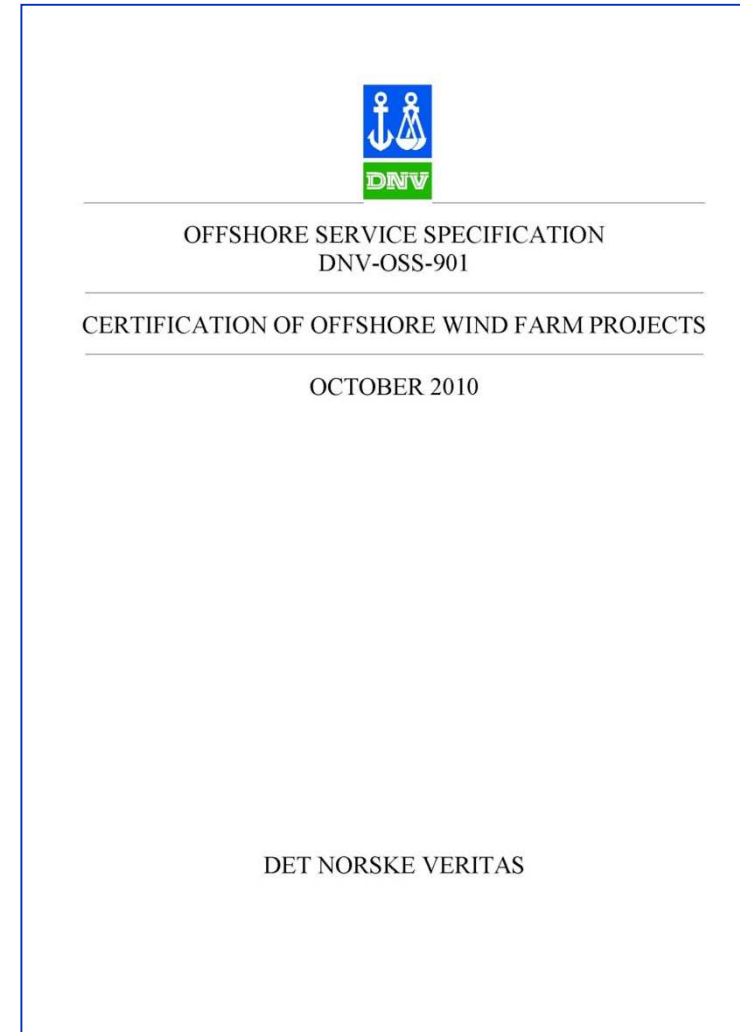 DNV
OFFSHORE SERVICE SPECIFICATION
DNV-OSS-901
CERTIFICATION OF OFFSHORE WIND FARM PROJECTS
OCTOBER 2010
DET NORSKE VERITAS